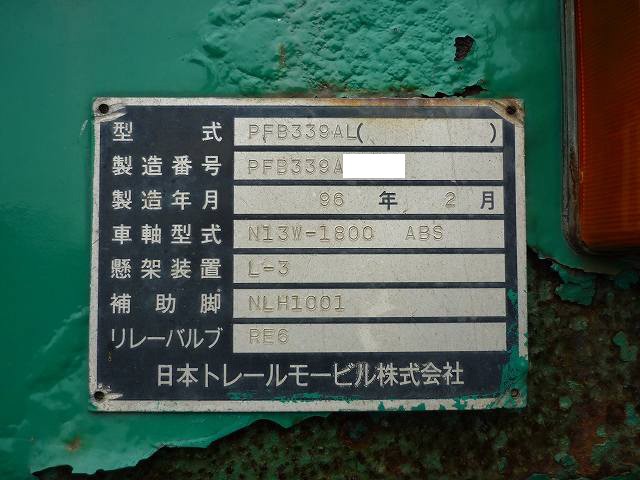 型式 PFB339AL( )
製造番号 PFB339A
製造年月 96年 2月
車軸型式 N13W-1800 ABS
懸架装置 L-3
補助脚 NLH1001
リレーバルブ RE6
日本トレールモービル株式会社